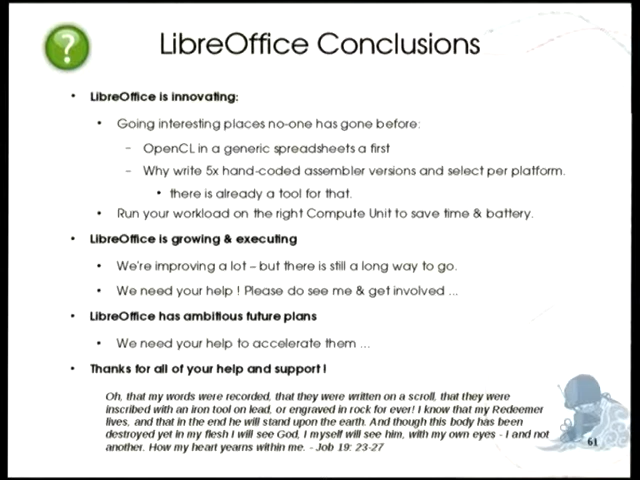 ?
LibreOffice Conclusions
• LibreOffice is innovating:
• Going interesting places no-one has gone before:
– OpenCL in a generic spreadsheets a first
– Why write 5x hand-coded assembler versions and select per platform.
• there is already a tool for that.
• Run your workload on the right Compute Unit to save time & battery.
• LibreOffice is growing & executing
• We're improving a lot – but there is still a long way to go.
• We need your help ! Please do see me & get involved ...
• LibreOffice has ambitious future plans
• We need your help to accelerate them ...
• Thanks for all of your help and support !
Oh, that my words were recorded, that they were written on a scroll, that they were
inscribed with an iron tool on lead, or engraved in rock for ever! I know that my Redeemer
lives, and that in the end he will stand upon the earth. And though this body has been
destroyed yet in my flesh I will see God, I myself will see him, with my own eyes - I and not
another. How my heart yearns within me. - Job 19: 23-27
61